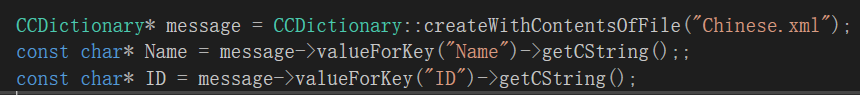 CCDictionary* message = CCDictionary::createWithContentsOfFile("Chinese.xml");
const char* Name = message->valueForKey("Name")->getCString();;
const char* ID = message->valueForKey("ID")->getCString();